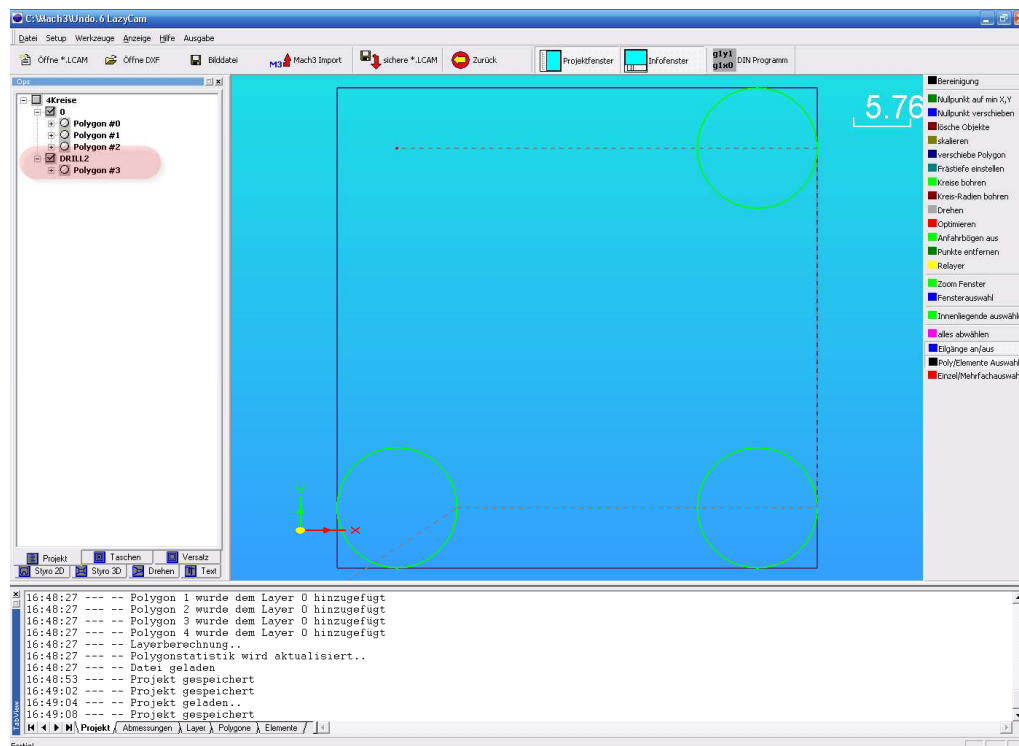 C:\Mach3\Undo.6 LazyCam
Datei Setup Werkzeuge Anzeige Hilfe Ausgabe
Öffne *.LCAM Öffne DXF Bilddatei M3 Mach3 Import sichere *.LCAM Zurück Projektfenster Infofenster g1y1 g1x0 DIN Programm
Ops
4Kreise
0
Polygon #0
Polygon #1
Polygon #2
DRILL2
Polygon #3
Projekt Taschen Versatz
Styro 2D Styro 3D Drehen Text
5.76
Y
X
Bereinigung
Nullpunkt auf min X,Y
Nullpunkt verschieben
lösche Objekte
skalieren
verschiebe Polygon
Frästiefe einstellen
Kreise bohren
Kreis-Radien bohren
Drehen
Optimieren
Anfahrbögen aus
Punkte entfernen
Relayer
Zoom Fenster
Fensterauswahl
Innenliegende auswähle
alles abwählen
Eilgänge an/aus
Poly/Elemente Auswahl
Einzel/Mehrfachauswah
16:48:27 --- -- Polygon 1 wurde dem Layer 0 hinzugefügt
16:48:27 --- -- Polygon 2 wurde dem Layer 0 hinzugefügt
16:48:27 --- -- Polygon 3 wurde dem Layer 0 hinzugefügt
16:48:27 --- -- Polygon 4 wurde dem Layer 0 hinzugefügt
16:48:27 --- -- Layerberechnung..
16:48:27 --- -- Polygonstatistik wird aktualisiert..
16:48:27 --- -- Datei geladen
16:48:53 --- -- Projekt gespeichert
16:49:02 --- -- Projekt gespeichert
16:49:04 --- -- Projekt geladen..
16:49:08 --- -- Projekt gespeichert
TabView
Projekt Abmessungen Layer Polygone Elemente